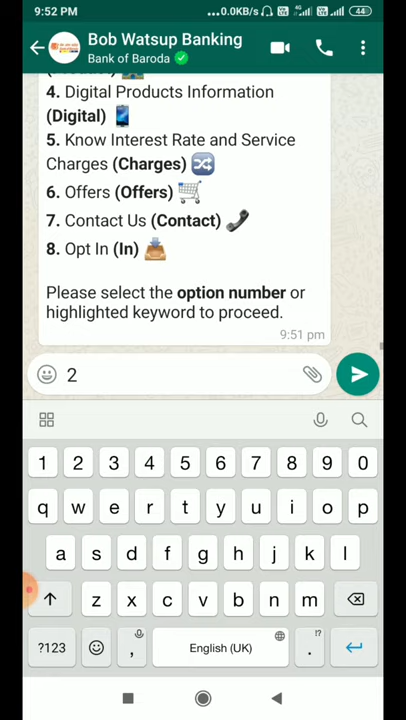 9:52 PM
...0.0KB/s
4G
44
Bob Watsup Banking
Bank of Baroda
4. Digital Products Information
(Digital)
5. Know Interest Rate and Service
Charges (Charges)
6. Offers (Offers)
7. Contact Us (Contact)
8. Opt In (In)
Please select the option number or
highlighted keyword to proceed.
9:51 pm
2
1 2 3 4 5 6 7 8 9 0
q w e r t y u i o p
a s d f g h j k l
z x c v b n m
?123 , English (UK) . !?